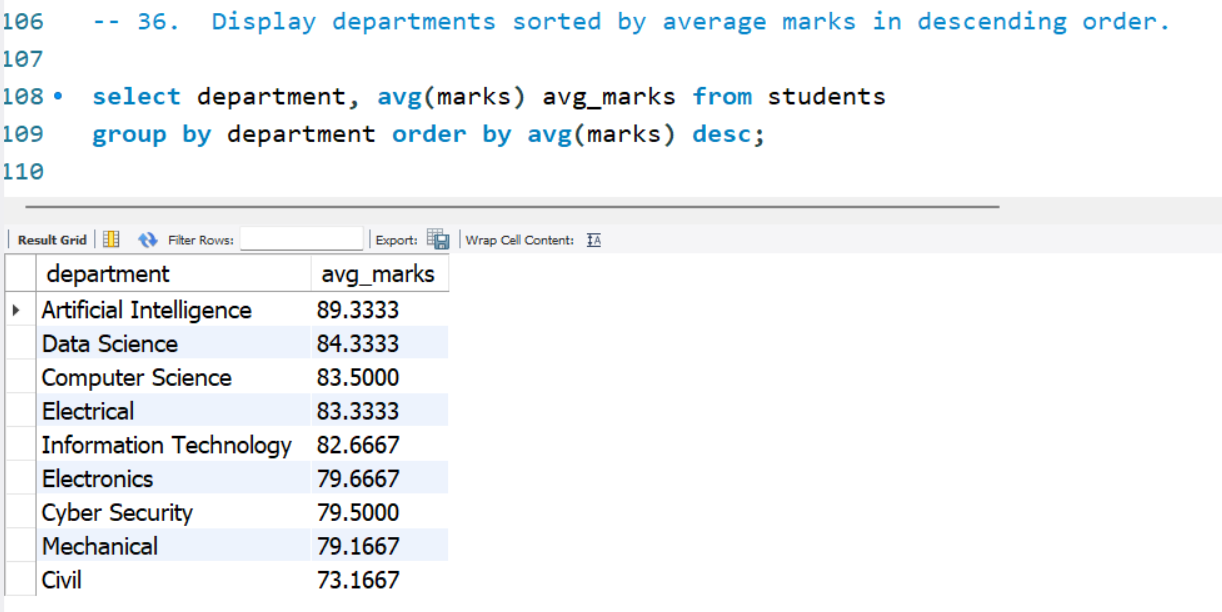 106 -- 36.  Display departments sorted by average marks in descending order.
107
108 • select department, avg(marks) avg_marks from students
109 group by department order by avg(marks) desc;
110
Result Grid Filter Rows: Export: Wrap Cell Content: IA
department avg_marks
Artificial Intelligence 89.3333
Data Science 84.3333
Computer Science 83.5000
Electrical 83.3333
Information Technology 82.6667
Electronics 79.6667
Cyber Security 79.5000
Mechanical 79.1667
Civil 73.1667